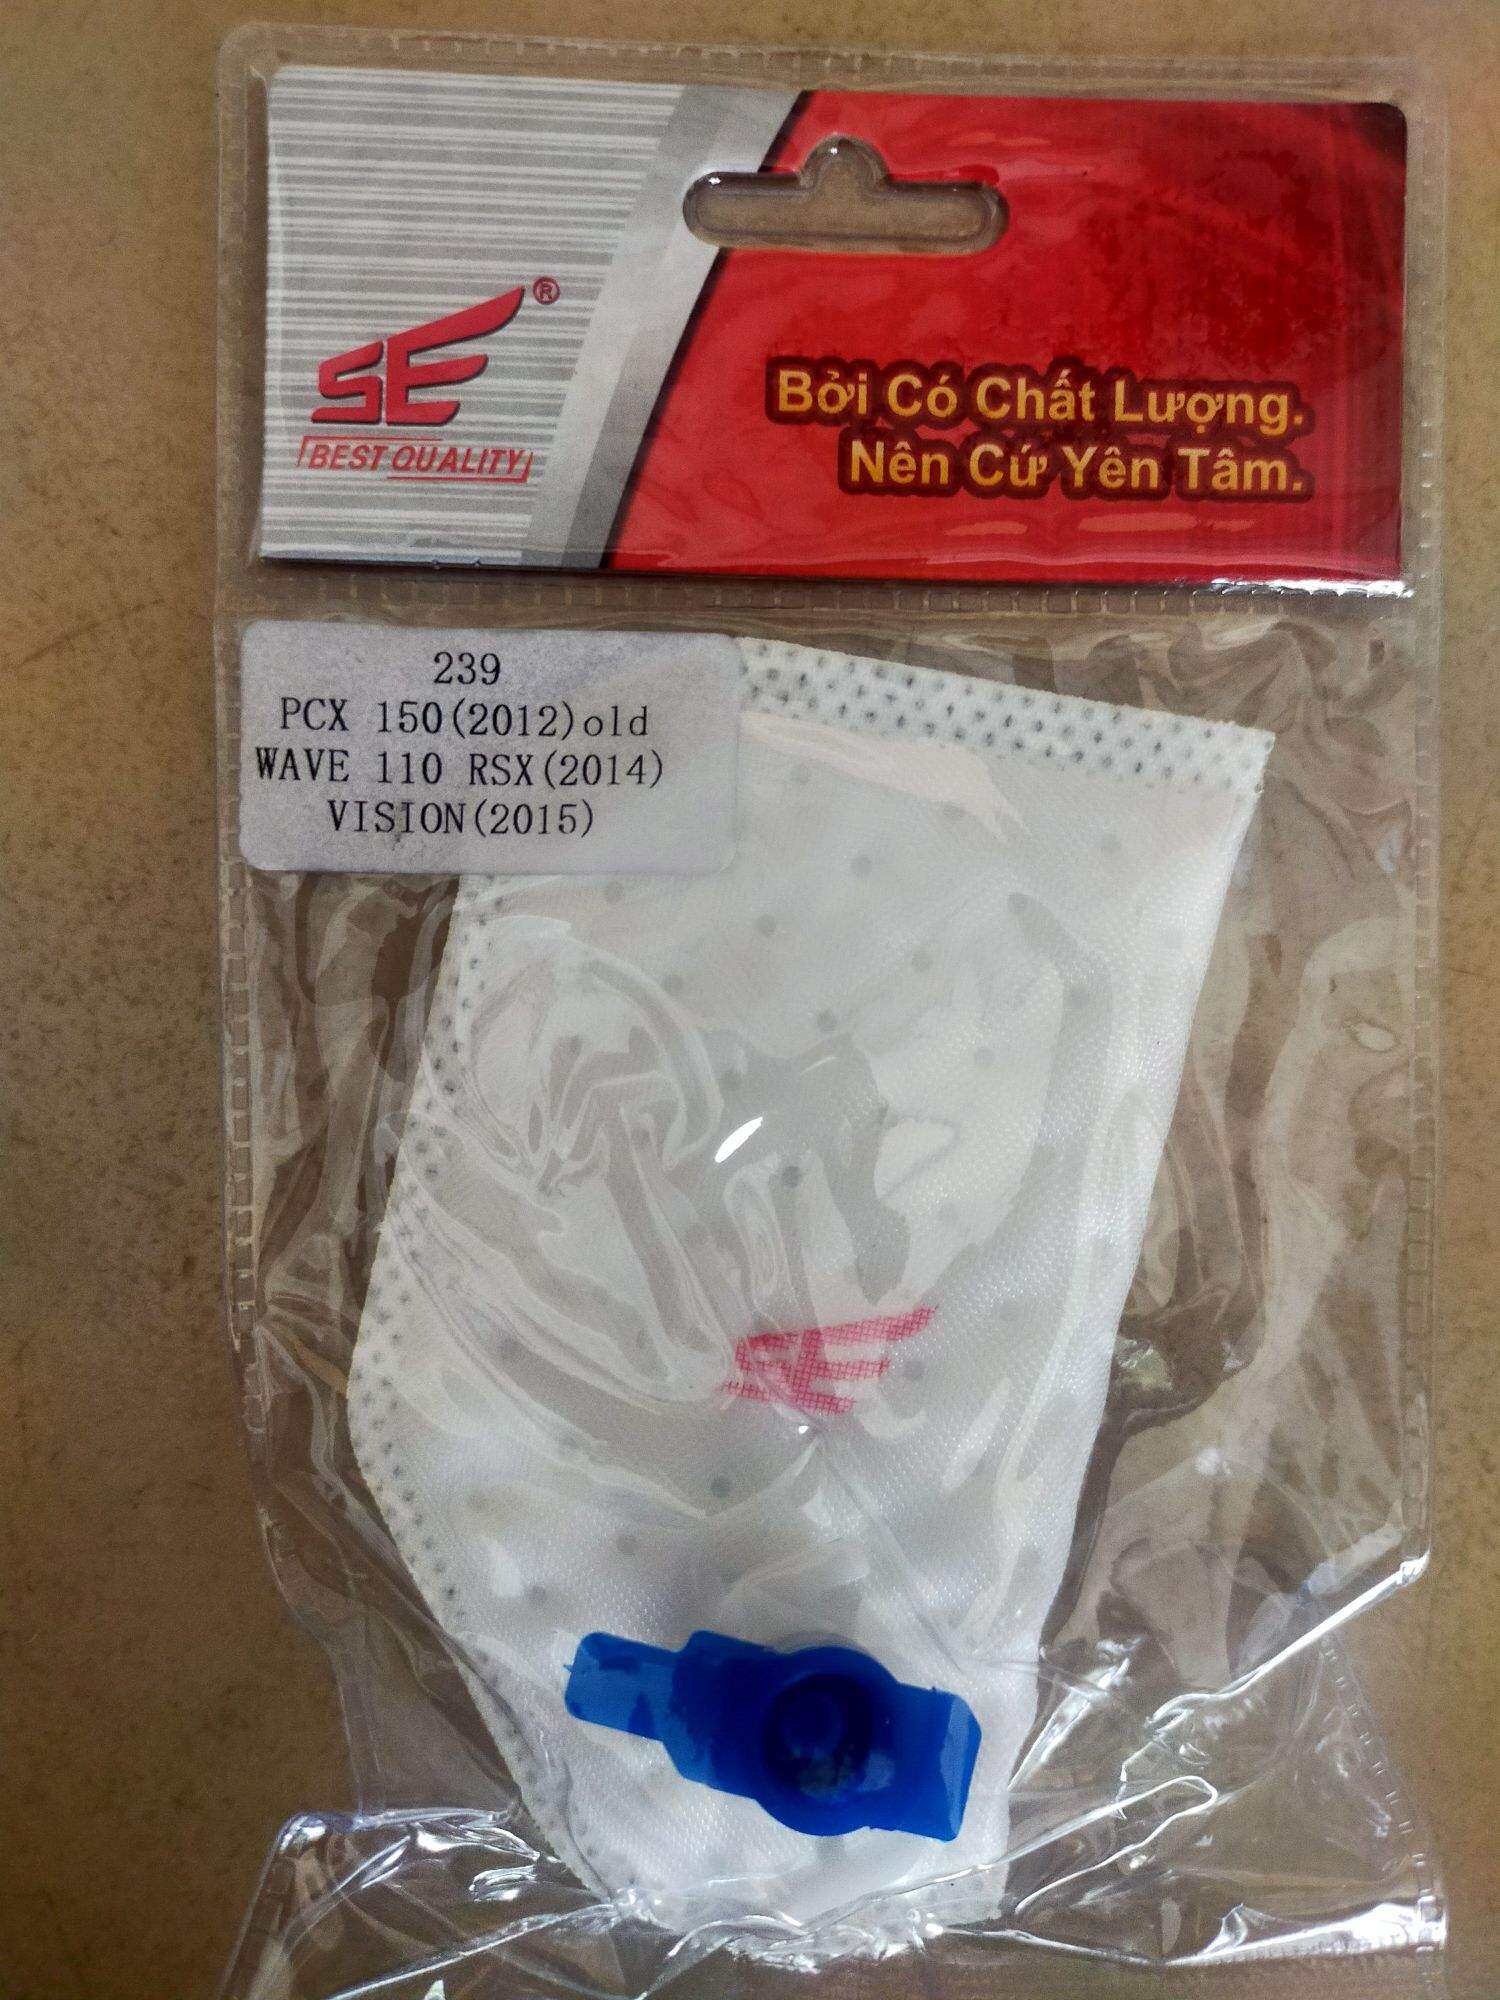 SE®
BEST QUALITY
Bởi Có Chất Lượng.
Nên Cứ Yên Tâm.
239
PCX 150(2012)old
WAVE 110 RSX(2014)
VISION(2015)
SE